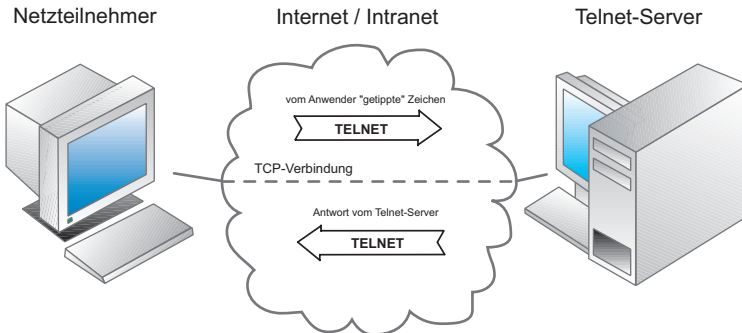 Netzteilnehmer
Internet / Intranet
Telnet-Server
vom Anwender "getippte" Zeichen
TELNET
TCP-Verbindung
Antwort vom Telnet-Server
TELNET